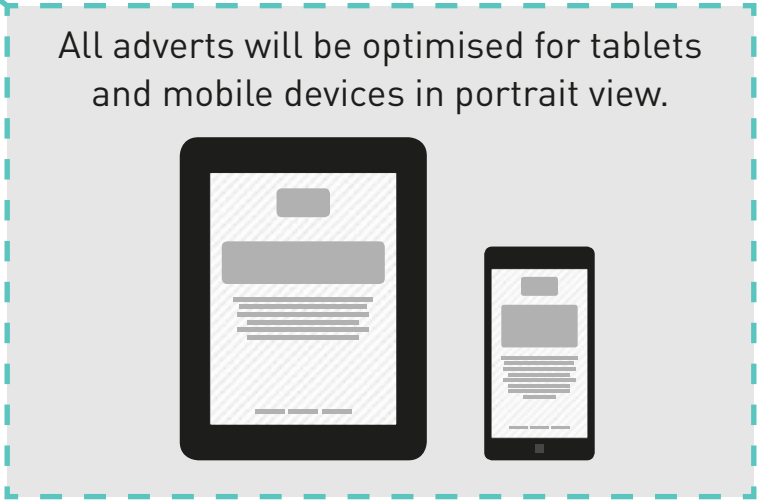 All adverts will be optimised for tablets
and mobile devices in portrait view.